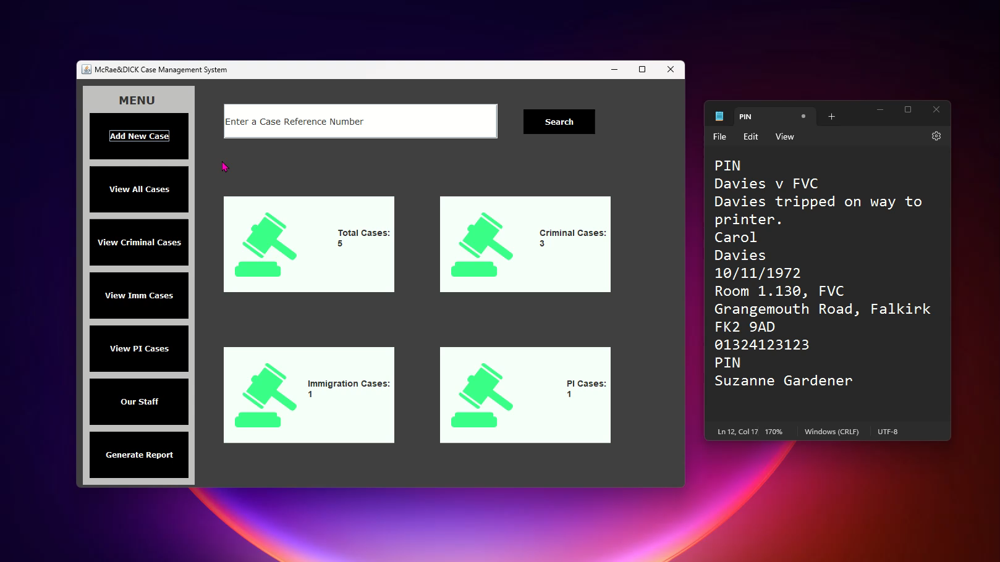 McRae&DICK Case Management System
MENU
Add New Case
View All Cases
View Criminal Cases
View Imm Cases
View PI Cases
Our Staff
Generate Report
Enter a Case Reference Number
Search
Total Cases:
5
Criminal Cases:
3
Immigration Cases:
1
PI Cases:
1
PIN
File Edit View
PIN
Davies v FVC
Davies tripped on way to
printer.
Carol
Davies
10/11/1972
Room 1.130, FVC
Grangemouth Road, Falkirk
FK2 9AD
01324123123
PIN
Suzanne Gardener
Ln 12, Col 17 170% Windows (CRLF) UTF-8